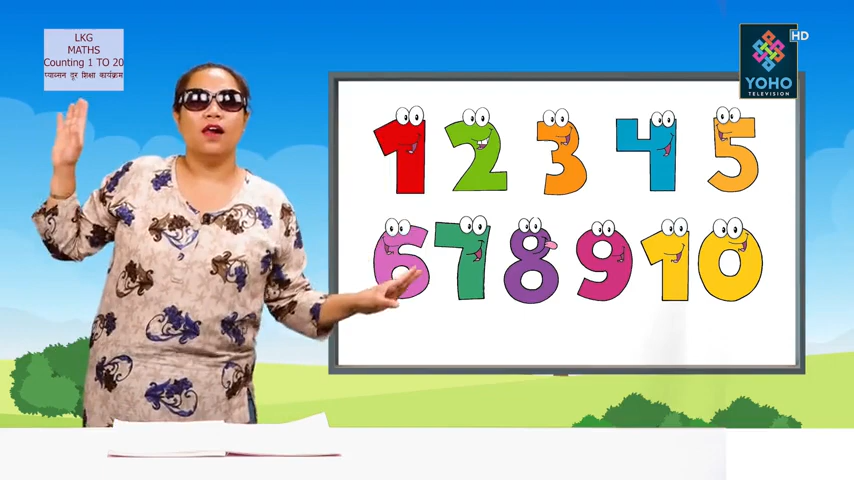 LKG
MATHS
Counting 1 TO 20
प्याब्सन दूर शिक्षा कार्यक्रम
HD
YOHO
TELEVISION
1 2 3 4 5
6 7 8 9 10